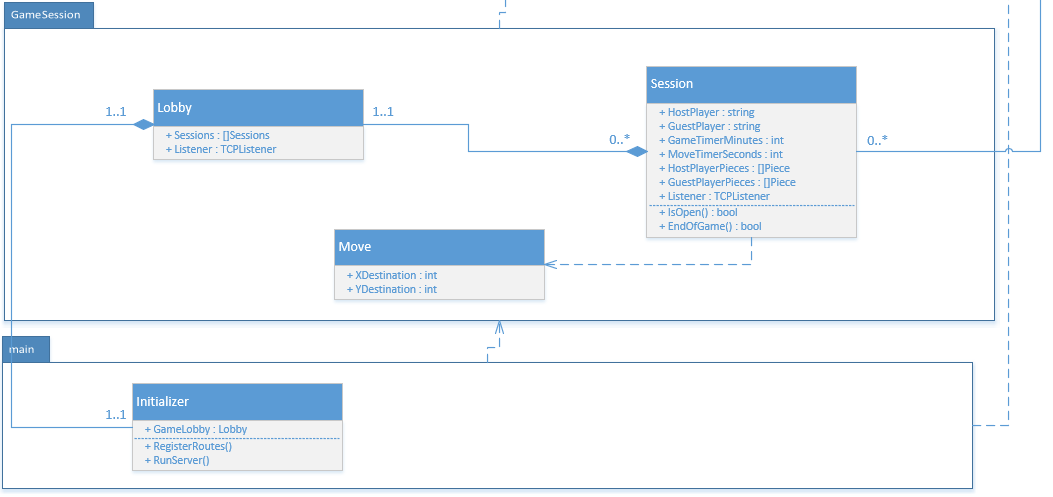 GameSession
1..1
Lobby
+ Sessions : []Sessions
+ Listener : TCPListener
1..1
0..*
Session
+ HostPlayer : string
+ GuestPlayer : string
+ GameTimerMinutes : int
+ MoveTimerSeconds : int
+ HostPlayerPieces : []Piece
+ GuestPlayerPieces : []Piece
+ Listener : TCPListener
+ IsOpen() : bool
+ EndOfGame() : bool
0..*
Move
+ XDestination : int
+ YDestination : int
main
1..1
Initializer
+ GameLobby : Lobby
+ RegisterRoutes()
+ RunServer()